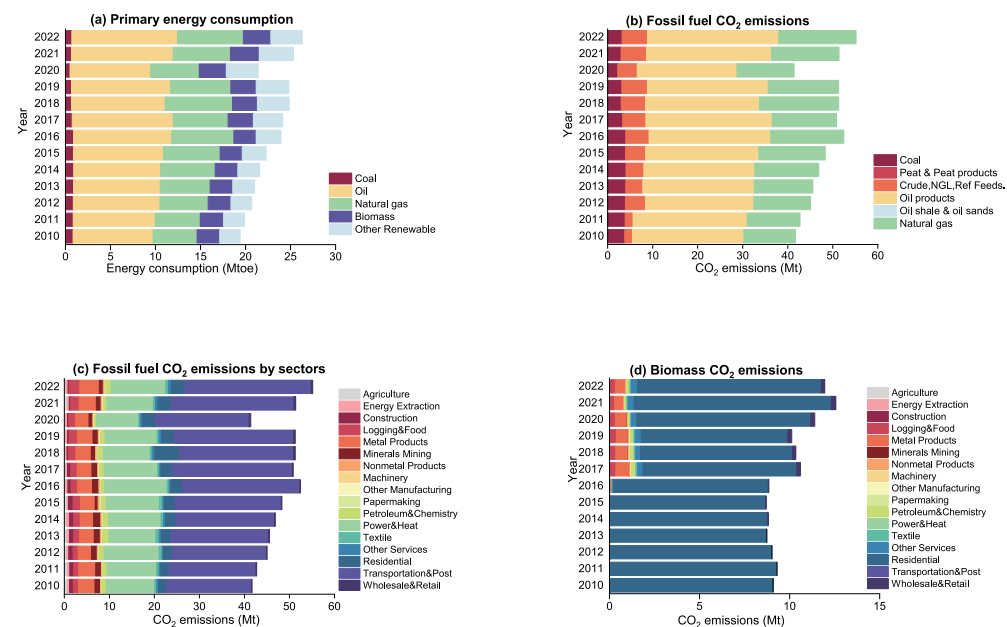 (a) Primary energy consumption
2022
2021
2020
2019
2018
2017
2016
2015
2014
2013
2012
2011
2010
Year
0 5 10 15 20 25 30
Energy consumption (Mtoe)
Coal
Oil
Natural gas
Biomass
Other Renewable
(b) Fossil fuel CO₂ emissions
2022
2021
2020
2019
2018
2017
2016
2015
2014
2013
2012
2011
2010
Year
0 10 20 30 40 50 60
CO₂ emissions (Mt)
Coal
Peat & Peat products
Crude,NGL,Ref Feeds.
Oil products
Oil shale & oil sands
Natural gas
(c) Fossil fuel CO₂ emissions by sectors
2022
2021
2020
2019
2018
2017
2016
2015
2014
2013
2012
2011
2010
Year
0 10 20 30 40 50 60
CO₂ emissions (Mt)
Agriculture
Energy Extraction
Construction
Logging&Food
Metal Products
Minerals Mining
Nonmetal Products
Machinery
Other Manufacturing
Papermaking
Petroleum&Chemistry
Power&Heat
Textile
Other Services
Residential
Transportation&Post
Wholesale&Retail
(d) Biomass CO₂ emissions
2022
2021
2020
2019
2018
2017
2016
2015
2014
2013
2012
2011
2010
Year
0 5 10 15
CO₂ emissions (Mt)
Agriculture
Energy Extraction
Construction
Logging&Food
Metal Products
Minerals Mining
Nonmetal Products
Machinery
Other Manufacturing
Papermaking
Petroleum&Chemistry
Power&Heat
Textile
Other Services
Residential
Transportation&Post
Wholesale&Retail